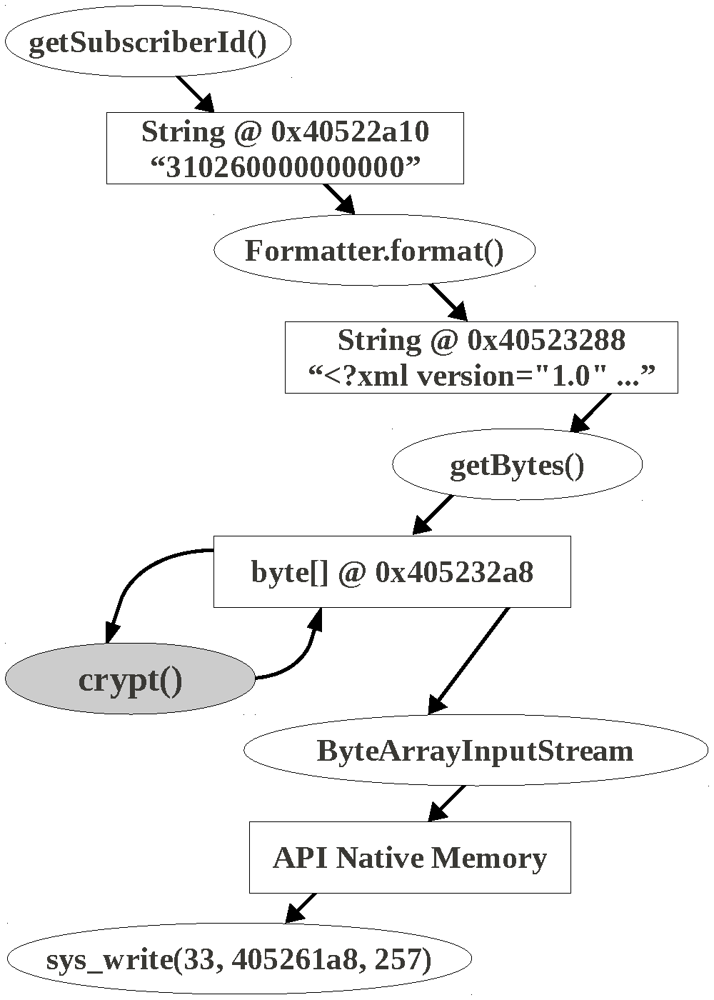 getSubscriberId()
String @ 0x40522a10
“310260000000000”
Formatter.format()
String @ 0x40523288
“<?xml version="1.0" ...”
getBytes()
byte[] @ 0x405232a8
crypt()
ByteArrayInputStream
API Native Memory
sys_write(33, 405261a8, 257)